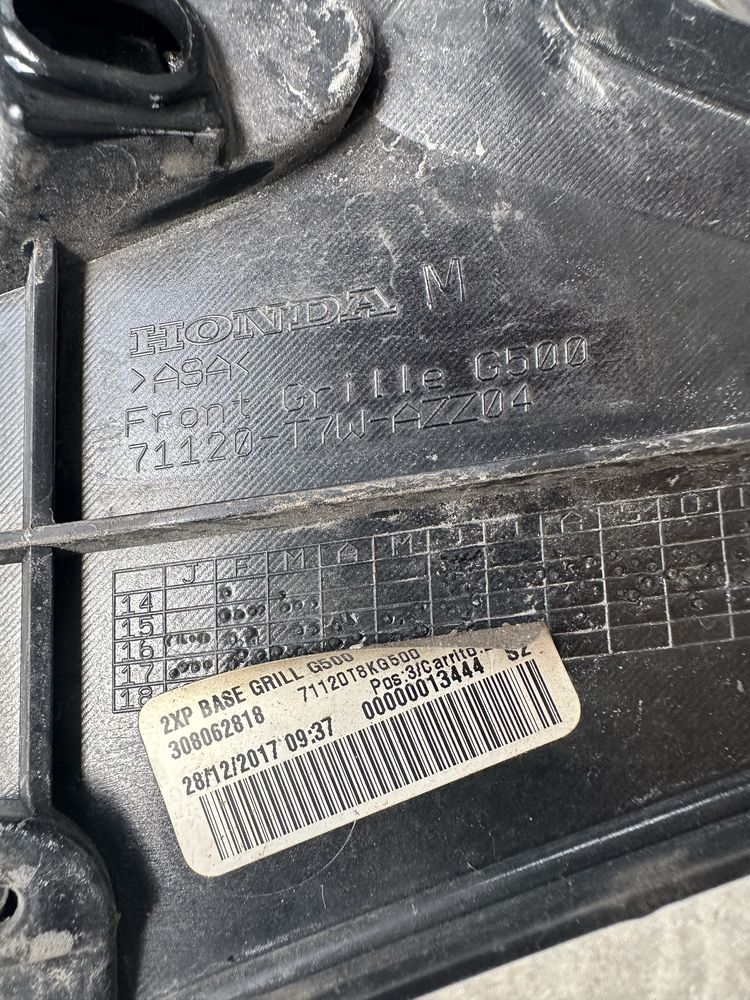 HONDA M
>ASA<
Front Grille G500
71120-T7W-AZZ04
J F M A M J J A S O
14
15
16
17
18
2XP BASE GRILL G500
308062818 71120T8KG500
Pos:3/Carrito:
28/12/2017 09:37 00000013444 S2